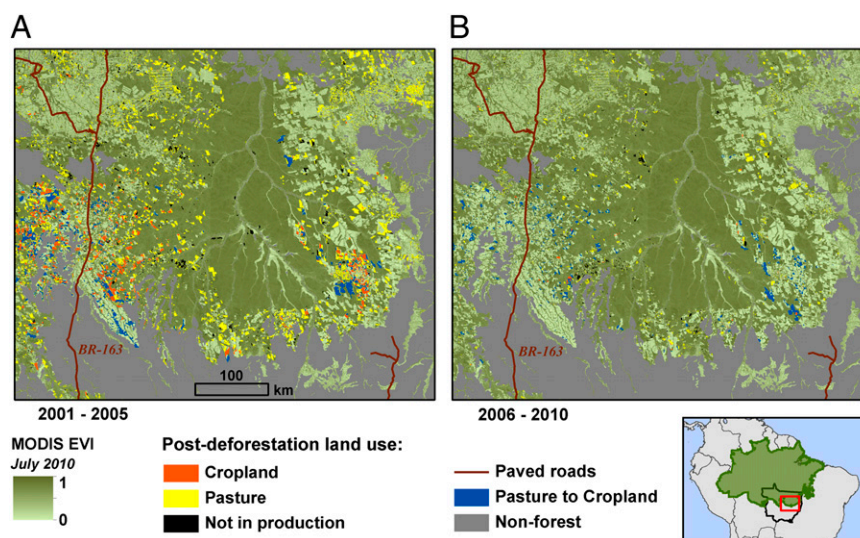 A
B
BR-163
100
km
BR-163
2001 - 2005
2006 - 2010
MODIS EVI
July 2010
1
0
Post-deforestation land use:
Cropland
Pasture
Not in production
Paved roads
Pasture to Cropland
Non-forest